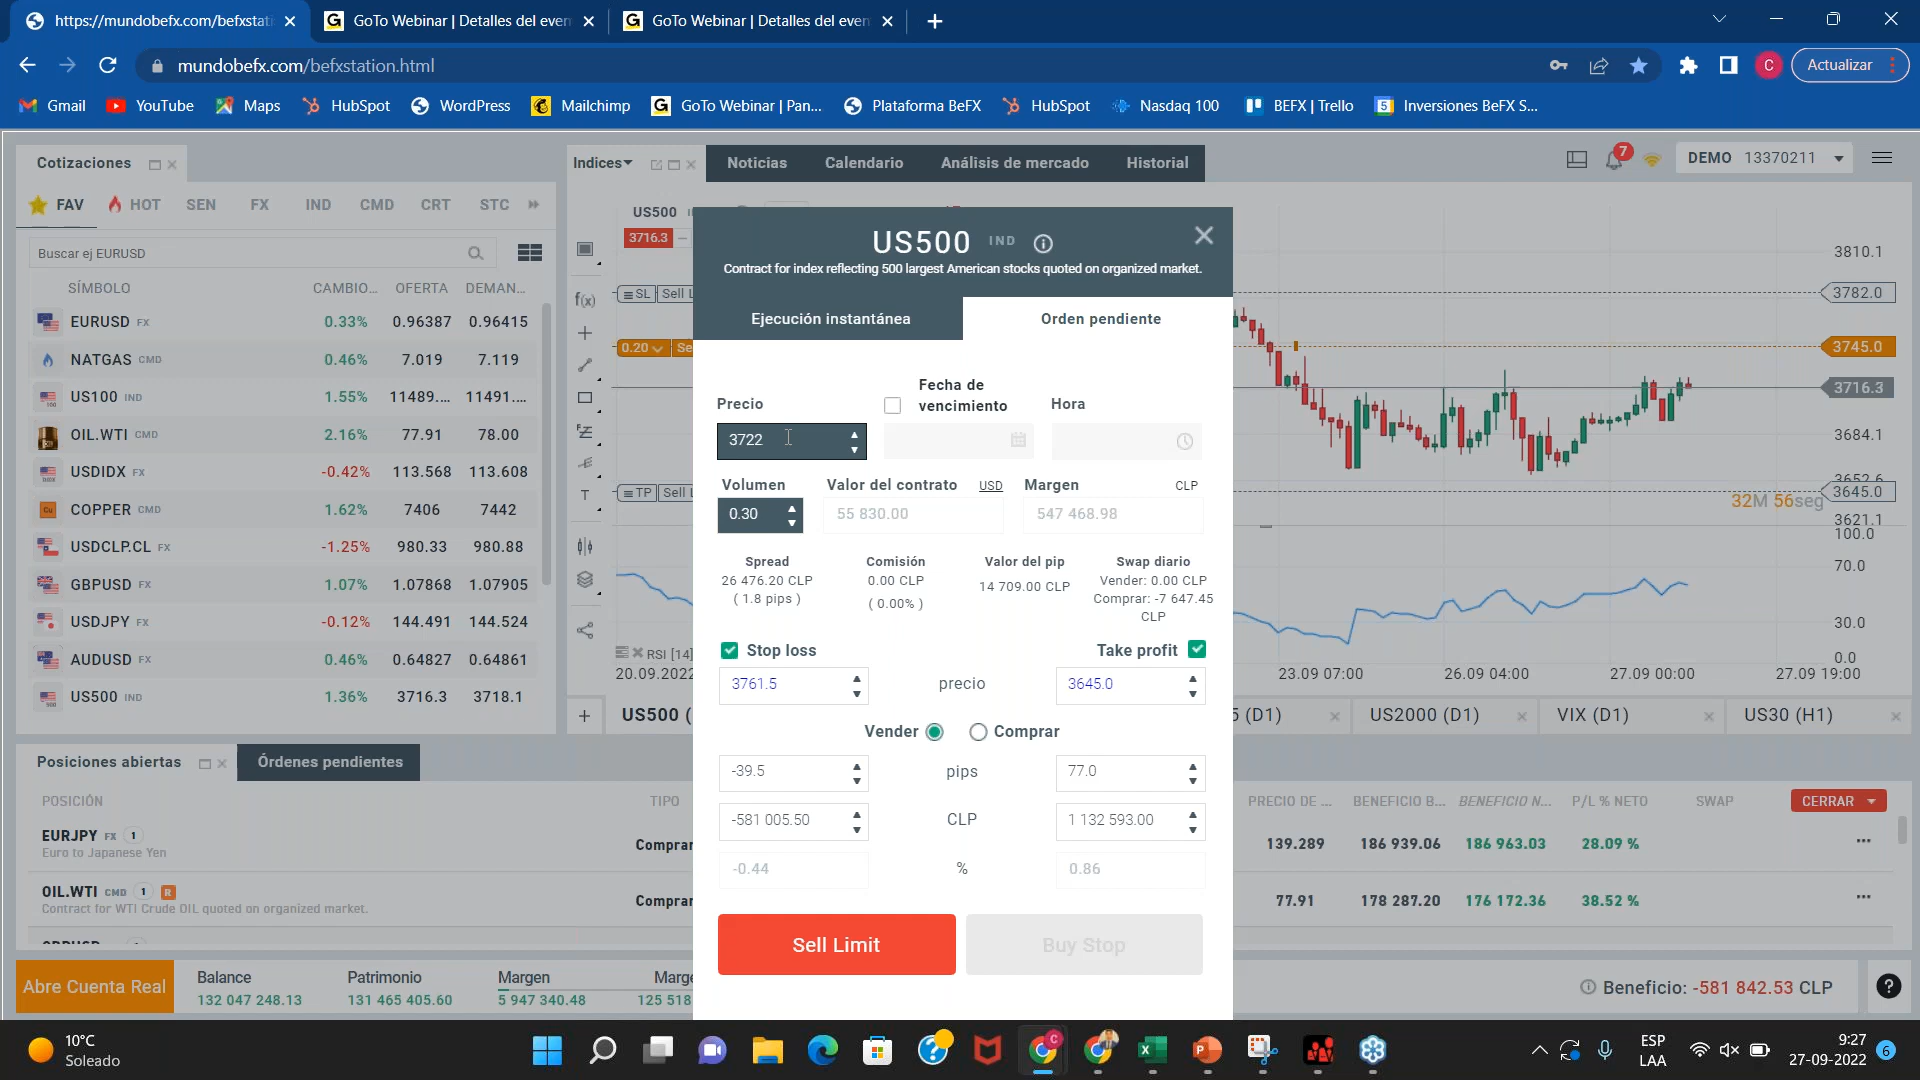 https://mundobefx.com/befxstati
GoTo Webinar | Detalles del even
GoTo Webinar | Detalles del even
mundobefx.com/befxstation.html
Actualizar
Gmail YouTube Maps HubSpot WordPress Mailchimp GoTo Webinar | Pan... Plataforma BeFX HubSpot Nasdaq 100 BEFX | Trello Inversiones BeFX S...
Cotizaciones
FAV HOT SEN FX IND CMD CRT STC
Buscar ej EURUSD
SÍMBOLO CAMBIO... OFERTA DEMAN...
EURUSD FX 0.33% 0.96387 0.96415
NATGAS CMD 0.46% 7.019 7.119
US100 IND 1.55% 11489.... 11491....
OIL.WTI CMD 2.16% 77.91 78.00
USDIDX FX -0.42% 113.568 113.608
COPPER CMD 1.62% 7406 7442
USDCLP.CL FX -1.25% 980.33 980.88
GBPUSD FX 1.07% 1.07868 1.07905
USDJPY FX -0.12% 144.491 144.524
AUDUSD FX 0.46% 0.64827 0.64861
US500 IND 1.36% 3716.3 3718.1
Indices
Noticias Calendario Análisis de mercado Historial
7
DEMO 13370211
US500
3716.3
SL Sell L
0.20 Se
TP Sell L
RSI [14]
20.09.2022
3810.1
3782.0
3745.0
3716.3
3684.1
3652.6
3645.0
32M 56seg
3621.1
100.0
70.0
30.0
0.0
23.09 07:00 26.09 04:00 27.09 00:00 27.09 19:00
US500 (
5 (D1) US2000 (D1) VIX (D1) US30 (H1)
US500 IND
Contract for index reflecting 500 largest American stocks quoted on organized market.
Ejecución instantánea
Orden pendiente
Precio
Fecha de
vencimiento
Hora
3722
Volumen Valor del contrato USD Margen CLP
0.30 55 830.00 547 468.98
Spread Comisión Valor del pip Swap diario
26 476.20 CLP 0.00 CLP 14 709.00 CLP Vender: 0.00 CLP
( 1.8 pips ) ( 0.00% ) Comprar: -7 647.45
CLP
Stop loss Take profit
3761.5 precio 3645.0
Vender Comprar
-39.5 pips 77.0
-581 005.50 CLP 1 132 593.00
-0.44 % 0.86
Sell Limit
Buy Stop
Posiciones abiertas
Órdenes pendientes
POSICIÓN TIPO PRECIO DE ... BENEFICIO B... BENEFICIO N... P/L % NETO SWAP CERRAR
EURJPY FX 1 Comprar 139.289 186 939.06 186 963.03 28.09 %
Euro to Japanese Yen
OIL.WTI CMD 1 R Comprar 77.91 178 287.20 176 172.36 38.52 %
Contract for WTI Crude OIL quoted on organized market.
Abre Cuenta Real
Balance Patrimonio Margen Marge
132 047 248.13 131 465 405.60 5 947 340.48 125 518
Beneficio: -581 842.53 CLP
10°C
Soleado
ESP
LAA
9:27
27-09-2022
6